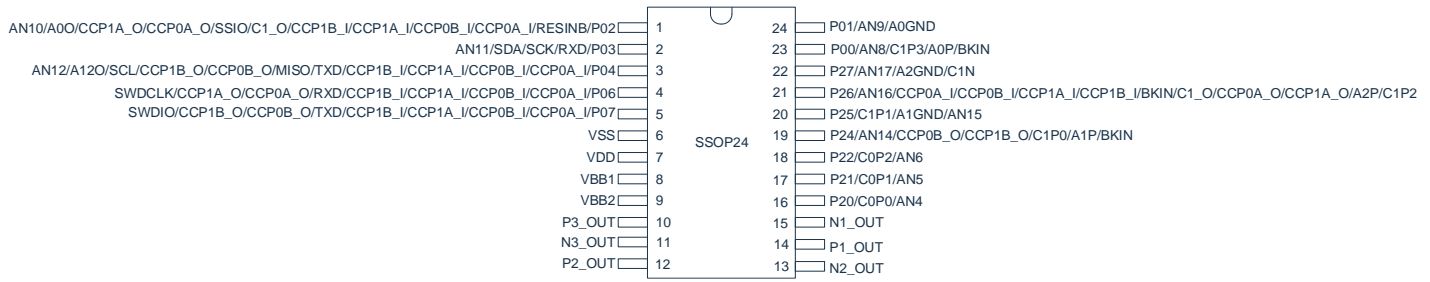 AN10/A0O/CCP1A_O/CCP0A_O/SSIO/C1_O/CCP1B_I/CCP1A_I/CCP0B_I/CCP0A_I/RESINB/P02 1 24 P01/AN9/A0GND
AN11/SDA/SCK/RXD/P03 2 23 P00/AN8/C1P3/A0P/BKIN
AN12/A12O/SCL/CCP1B_O/CCP0B_O/MISO/TXD/CCP1B_I/CCP1A_I/CCP0B_I/CCP0A_I/P04 3 22 P27/AN17/A2GND/C1N
SWDCLK/CCP1A_O/CCP0A_O/RXD/CCP1B_I/CCP1A_I/CCP0B_I/CCP0A_I/P06 4 21 P26/AN16/CCP0A_I/CCP0B_I/CCP1A_I/CCP1B_I/BKIN/C1_O/CCP0A_O/CCP1A_O/A2P/C1P2
SWDIO/CCP1B_O/CCP0B_O/TXD/CCP1B_I/CCP1A_I/CCP0B_I/CCP0A_I/P07 5 20 P25/C1P1/A1GND/AN15
VSS 6 19 P24/AN14/CCP0B_O/CCP1B_O/C1P0/A1P/BKIN
SSOP24
VDD 7 18 P22/C0P2/AN6
VBB1 8 17 P21/C0P1/AN5
VBB2 9 16 P20/C0P0/AN4
P3_OUT 10 15 N1_OUT
N3_OUT 11 14 P1_OUT
P2_OUT 12 13 N2_OUT